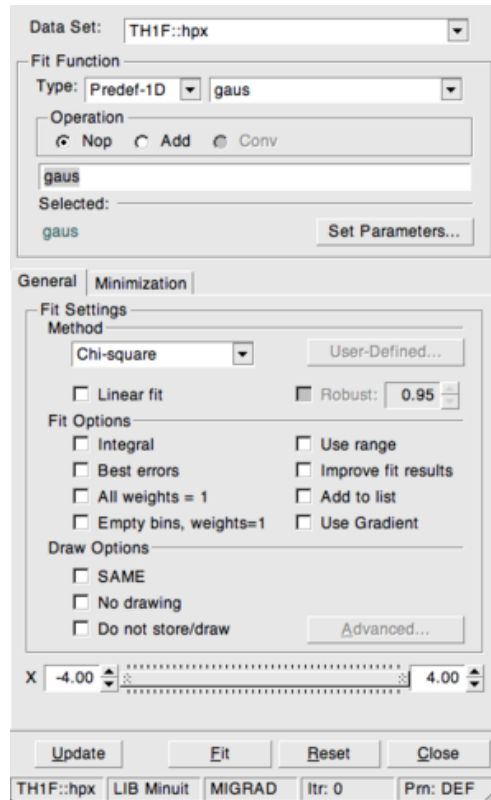 Data Set: TH1F::hpx
Fit Function
Type: Predef-1D gaus
Operation
Nop Add Conv
gaus
Selected:
gaus Set Parameters...
General Minimization
Fit Settings
Method
Chi-square User-Defined...
Linear fit Robust: 0.95
Fit Options
Integral Use range
Best errors Improve fit results
All weights = 1 Add to list
Empty bins, weights=1 Use Gradient
Draw Options
SAME
No drawing
Do not store/draw Advanced...
X -4.00 4.00
Update Fit Reset Close
TH1F::hpx LIB Minuit MIGRAD Itr: 0 Prn: DEF